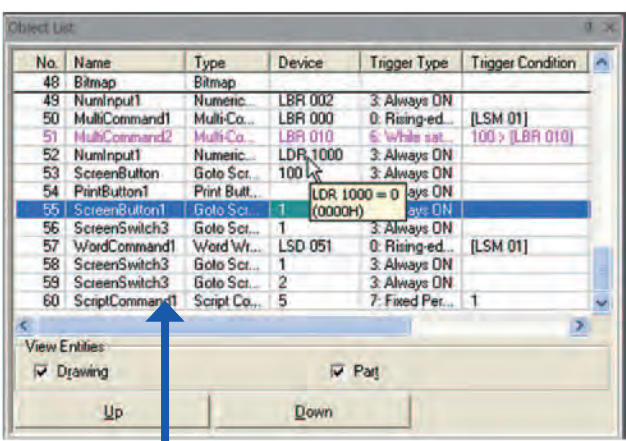 Object List
No. Name Type Device Trigger Type Trigger Condition
48 Bitmap Bitmap
49 NumInput1 Numeric... LBR 002 3: Always ON
50 MultiCommand1 Multi-Co... LBR 000 0: Rising-ed... [LSM 01]
51 MultiCommand2 Multi-Co... LBR 010 6: While sat... 100 > [LBR 010]
52 NumInput1 Numeric... LDR 1000 3: Always ON
53 ScreenButton Goto Scr... 100 3: Always ON
54 PrintButton1 Print Butt... ays ON
LDR 1000 = 0
(0000H)
55 ScreenButton1 Goto Scr... 1 ays ON
56 ScreenSwitch3 Goto Scr... 1 3: Always ON
57 WordCommand1 Word Wr... LSD 051 0: Rising-ed... [LSM 01]
58 ScreenSwitch3 Goto Scr... 1 3: Always ON
59 ScreenSwitch3 Goto Scr... 2 3: Always ON
60 ScriptCommand1 Script Co... 5 7: Fixed Per... 1
View Entities
Drawing Part
Up Down